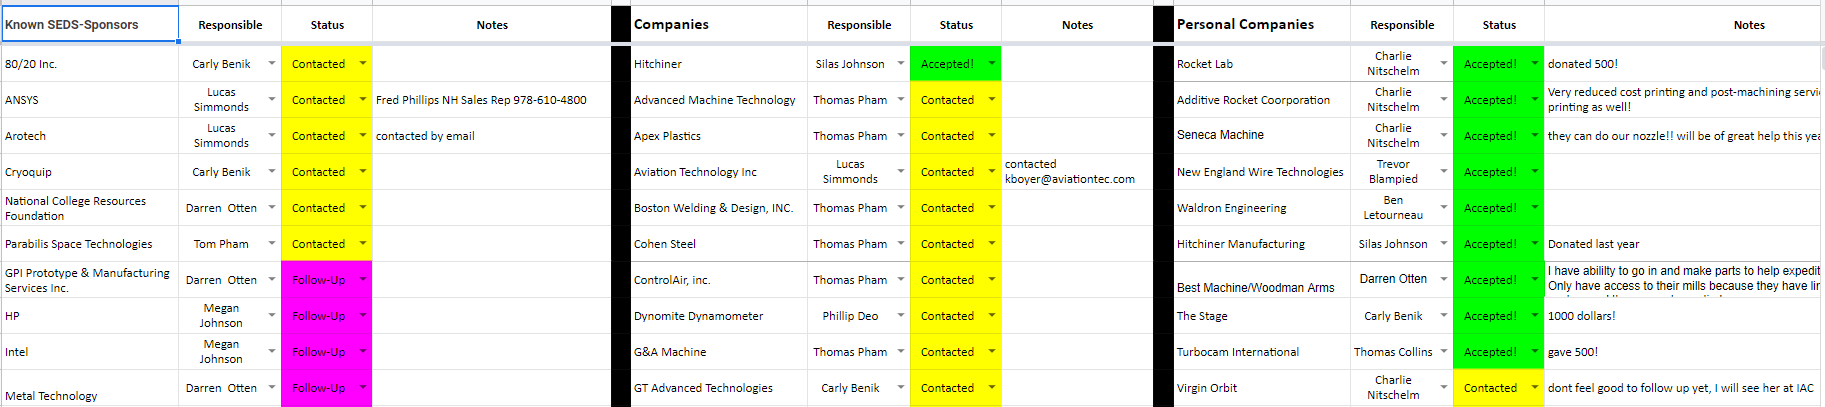 Known SEDS-Sponsors Responsible Status Notes Companies Responsible Status Notes Personal Companies Responsible Status Notes
80/20 Inc. Carly Benik Contacted Hitchiner Silas Johnson Accepted! Rocket Lab Charlie Nitschelm Accepted! donated 500!
ANSYS Lucas Simmonds Contacted Fred Phillips NH Sales Rep 978-610-4800 Advanced Machine Technology Thomas Pham Contacted Additive Rocket Coorporation Charlie Nitschelm Accepted! Very reduced cost printing and post-machining servi printing as well!
Arotech Lucas Simmonds Contacted contacted by email Apex Plastics Thomas Pham Contacted Seneca Machine Charlie Nitschelm Accepted! they can do our nozzle!! will be of great help this yea
Cryoquip Carly Benik Contacted Aviation Technology Inc Lucas Simmonds Contacted contacted kboyer@aviationtec.com New England Wire Technologies Trevor Blampied Accepted!
National College Resources Foundation Darren Otten Contacted Boston Welding & Design, INC. Thomas Pham Contacted Waldron Engineering Ben Letourneau Accepted!
Parabilis Space Technologies Tom Pham Contacted Cohen Steel Thomas Pham Contacted Hitchiner Manufacturing Silas Johnson Accepted! Donated last year
GPI Prototype & Manufacturing Services Inc. Darren Otten Follow-Up ControlAir, inc. Thomas Pham Contacted Best Machine/Woodman Arms Darren Otten Accepted! I have abililty to go in and make parts to help expedit Only have access to their mills because they have lin
HP Megan Johnson Follow-Up Dynomite Dynamometer Phillip Deo Contacted The Stage Carly Benik Accepted! 1000 dollars!
Intel Megan Johnson Follow-Up G&A Machine Thomas Pham Contacted Turbocam International Thomas Collins Accepted! gave 500!
Metal Technology Darren Otten Follow-Up GT Advanced Technologies Carly Benik Contacted Virgin Orbit Charlie Nitschelm Contacted dont feel good to follow up yet, I will see her at IAC